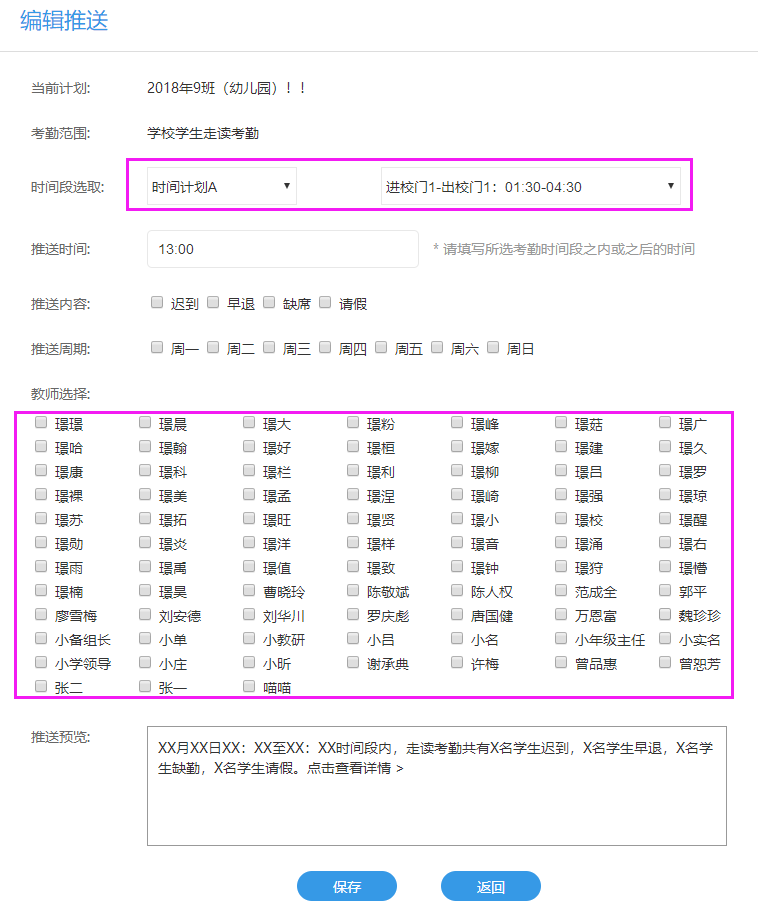 编辑推送
当前计划: 2018年9班（幼儿园）！！
考勤范围: 学校学生走读考勤
时间段选取: 时间计划A 进校门1-出校门1：01:30-04:30
推送时间: 13:00 * 请填写所选考勤时间段之内或之后的时间
推送内容: 迟到 早退 缺席 请假
推送周期: 周一 周二 周三 周四 周五 周六 周日
教师选择:
璟璟 璟晨 璟大 璟粉 璟峰 璟菇 璟广
璟哈 璟翰 璟好 璟桓 璟嫁 璟建 璟久
璟康 璟科 璟栏 璟利 璟柳 璟吕 璟罗
璟裸 璟美 璟孟 璟涅 璟崎 璟强 璟琼
璟苏 璟拓 璟旺 璟贤 璟小 璟校 璟醒
璟勋 璟炎 璟洋 璟样 璟音 璟涌 璟右
璟雨 璟禹 璟值 璟致 璟钟 璟狩 璟懵
璟楠 璟昊 曹晓玲 陈敬斌 陈人权 范成全 郭平
廖雪梅 刘安德 刘华川 罗庆彪 唐国健 万恩富 魏珍珍
小备组长 小单 小教研 小吕 小名 小年级主任 小实名
小学领导 小庄 小昕 谢承典 许梅 曾品惠 曾恕芳
张二 张一 喵喵
推送预览: XX月XX日XX：XX至XX：XX时间段内，走读考勤共有X名学生迟到，X名学生早退，X名学
生缺勤，X名学生请假。点击查看详情 >
保存 返回